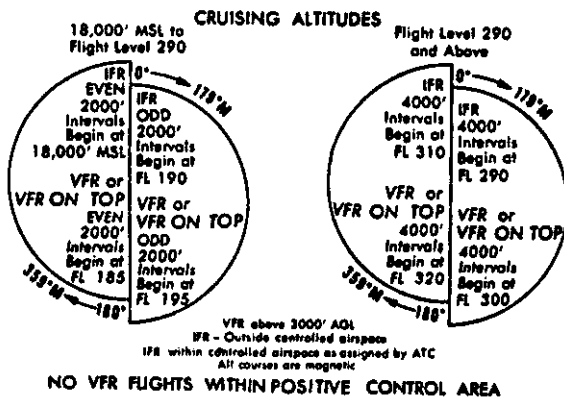 CRUISING ALTITUDES
18,000' MSL to
Flight Level 290
IFR
EVEN
2000'
Intervals
Begin at
18,000' MSL
VFR or
VFR ON TOP
EVEN
2000'
Intervals
Begin at
FL 185
0°
179°M
IFR
ODD
2000'
Intervals
Begin at
FL 190
VFR or
VFR ON TOP
ODD
2000'
Intervals
Begin at
FL 195
359°M
180°
Flight Level 290
and Above
IFR
4000'
Intervals
Begin at
FL 310
VFR or
VFR ON TOP
4000'
Intervals
Begin at
FL 320
0°
179°M
IFR
4000'
Intervals
Begin at
FL 290
VFR or
VFR ON TOP
4000'
Intervals
Begin at
FL 300
359°M
180°
VFR above 3000' AGL
IFR - Outside controlled airspace
IFR within controlled airspace as assigned by ATC
All courses are magnetic
NO VFR FLIGHTS WITHIN POSITIVE CONTROL AREA